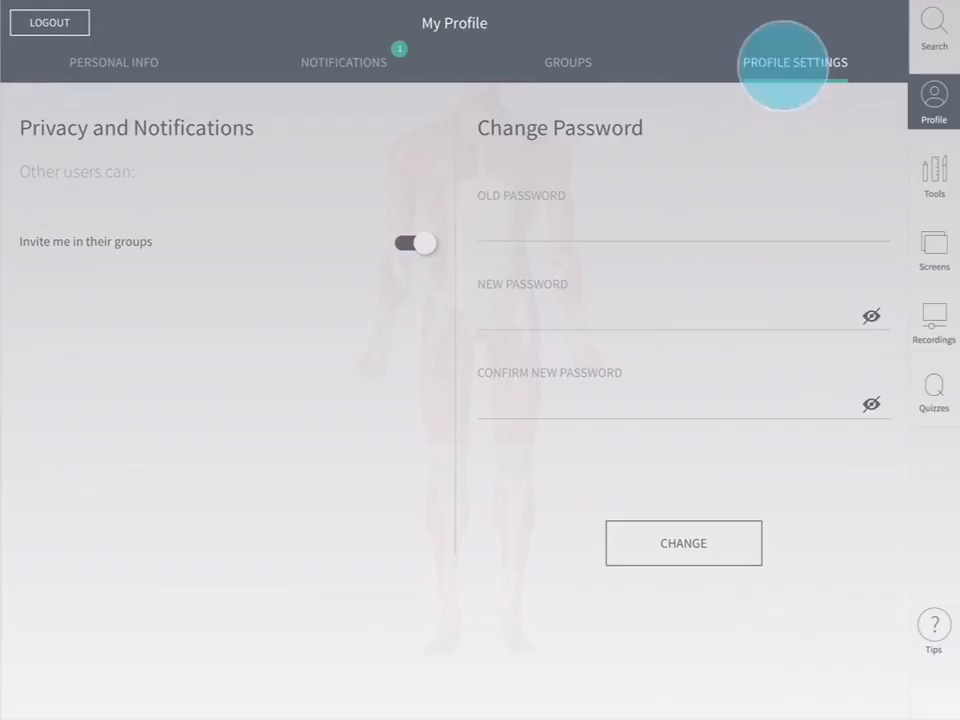 LOGOUT
My Profile
PERSONAL INFO
NOTIFICATIONS
1
GROUPS
PROFILE SETTINGS
Privacy and Notifications
Other users can:
Invite me in their groups
Change Password
OLD PASSWORD
NEW PASSWORD
CONFIRM NEW PASSWORD
CHANGE
Search
Profile
Tools
Screens
Recordings
Q
Quizzes
?
Tips